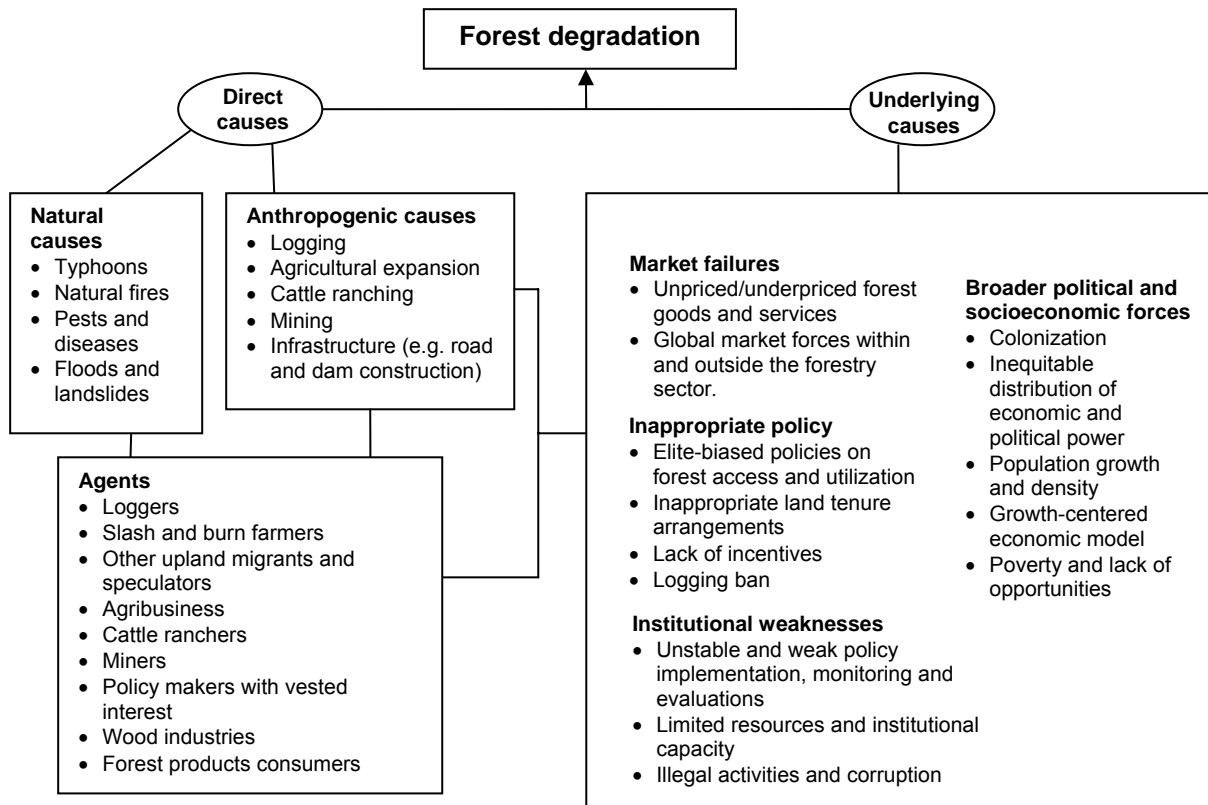 Forest degradation
Direct
causes
Underlying
causes
Natural
causes
• Typhoons
• Natural fires
• Pests and
diseases
• Floods and
landslides
Anthropogenic causes
• Logging
• Agricultural expansion
• Cattle ranching
• Mining
• Infrastructure (e.g. road
and dam construction)
Agents
• Loggers
• Slash and burn farmers
• Other upland migrants and
speculators
• Agribusiness
• Cattle ranchers
• Miners
• Policy makers with vested
interest
• Wood industries
• Forest products consumers
Market failures
• Unpriced/underpriced forest
goods and services
• Global market forces within
and outside the forestry
sector.
Inappropriate policy
• Elite-biased policies on
forest access and utilization
• Inappropriate land tenure
arrangements
• Lack of incentives
• Logging ban
Institutional weaknesses
• Unstable and weak policy
implementation, monitoring and
evaluations
• Limited resources and institutional
capacity
• Illegal activities and corruption
Broader political and
socioeconomic forces
• Colonization
• Inequitable
distribution of
economic and
political power
• Population growth
and density
• Growth-centered
economic model
• Poverty and lack of
opportunities